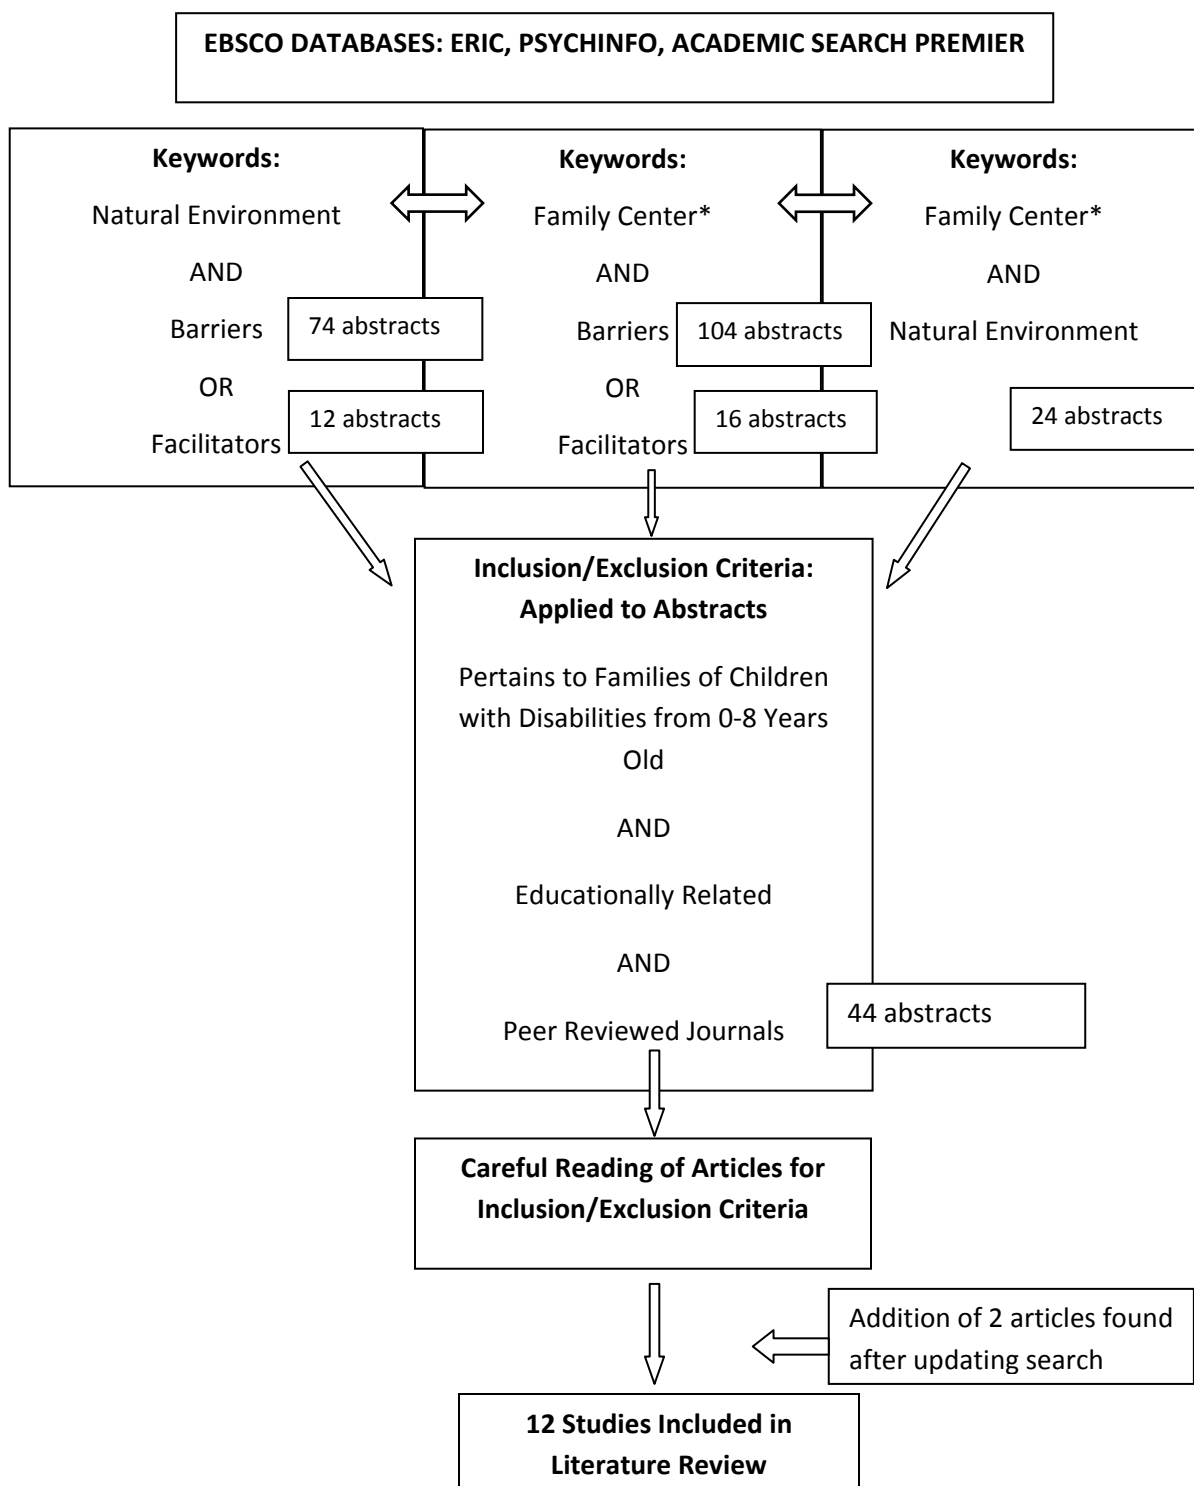 EBSCO DATABASES: ERIC, PSYCHINFO, ACADEMIC SEARCH PREMIER
Keywords:
Natural Environment
AND
Barriers
74 abstracts
OR
12 abstracts
Facilitators
Keywords:
Family Center*
AND
Barriers
104 abstracts
OR
16 abstracts
Facilitators
Keywords:
Family Center*
AND
Natural Environment
24 abstracts
Inclusion/Exclusion Criteria:
Applied to Abstracts
Pertains to Families of Children
with Disabilities from 0-8 Years
Old
AND
Educationally Related
AND
Peer Reviewed Journals
44 abstracts
Careful Reading of Articles for
Inclusion/Exclusion Criteria
Addition of 2 articles found
after updating search
12 Studies Included in
Literature Review